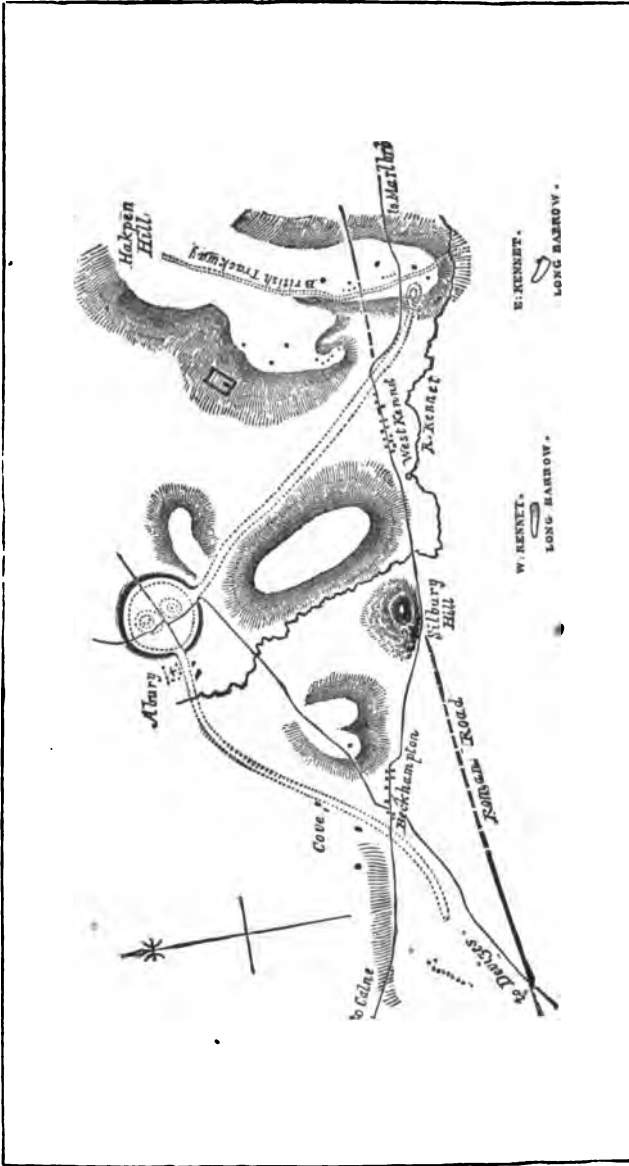 Hakpen
Hill
British Trackway
to Marlbro
Abury
West Kennet
R. Kennet
E: KENNET.
LONG BARROW.
W: KENNET.
LONG BARROW.
Silbury
Hill
Cove
Beckhampton
Roman Road
to Calne
to Devizes